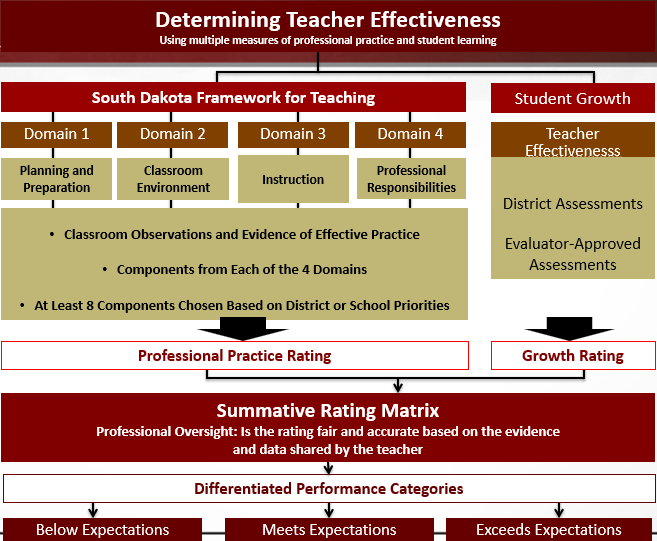 Determining Teacher Effectiveness
Using multiple measures of professional practice and student learning
South Dakota Framework for Teaching
Student Growth
Domain 1
Domain 2
Domain 3
Domain 4
Teacher
Effectivenesss
Planning and
Preparation
Classroom
Environment
Instruction
Professional
Responsibilities
District Assessments
Evaluator-Approved
Assessments
• Classroom Observations and Evidence of Effective Practice
• Components from Each of the 4 Domains
• At Least 8 Components Chosen Based on District or School Priorities
Professional Practice Rating
Growth Rating
Summative Rating Matrix
Professional Oversight: Is the rating fair and accurate based on the evidence
and data shared by the teacher
Differentiated Performance Categories
Below Expectations
Meets Expectations
Exceeds Expectations